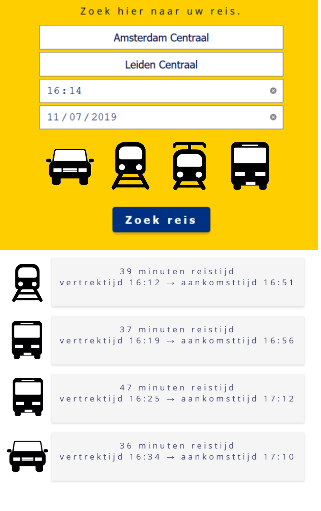 Zoek hier naar uw reis.
Amsterdam Centraal
Leiden Centraal
16:14
11/07/2019
Zoek reis
39 minuten reistijd
vertrektijd 16:12 → aankomsttijd 16:51
37 minuten reistijd
vertrektijd 16:19 → aankomsttijd 16:56
47 minuten reistijd
vertrektijd 16:25 → aankomsttijd 17:12
36 minuten reistijd
vertrektijd 16:34 → aankomsttijd 17:10